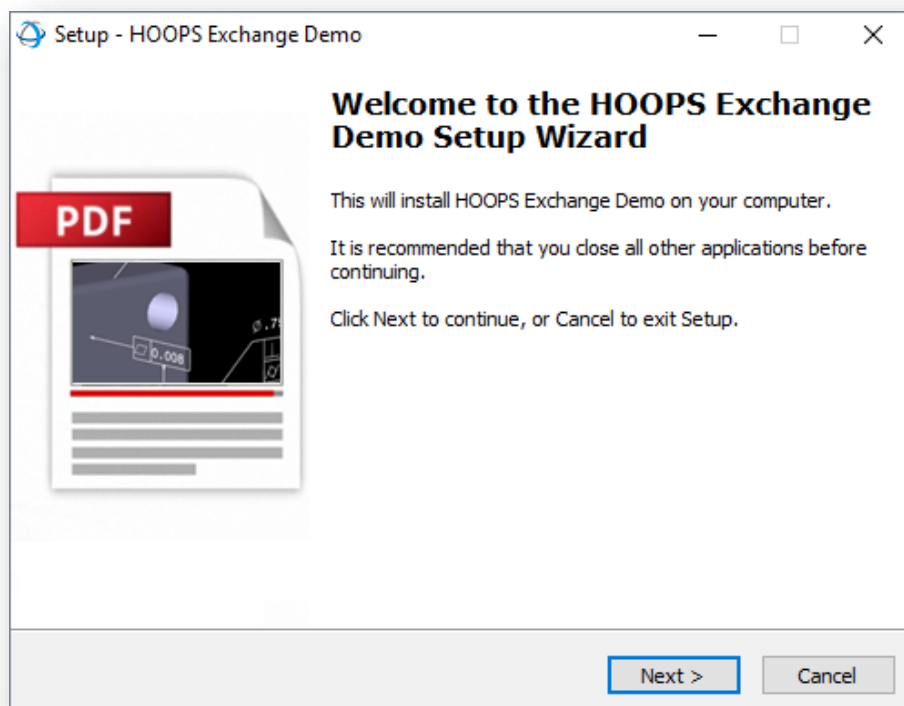 Setup - HOOPS Exchange Demo
Welcome to the HOOPS Exchange
Demo Setup Wizard
This will install HOOPS Exchange Demo on your computer.
It is recommended that you close all other applications before
continuing.
Click Next to continue, or Cancel to exit Setup.
PDF
0.008
Next >
Cancel